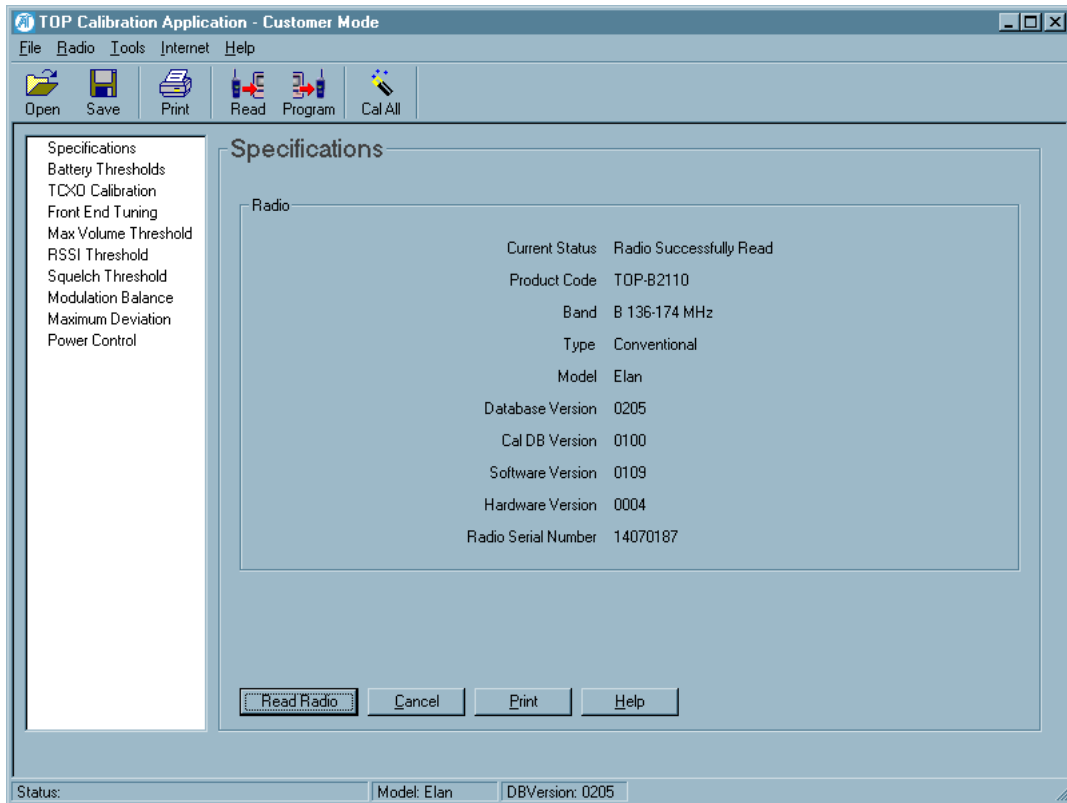 TOP Calibration Application - Customer Mode
File Radio Tools Internet Help
Open Save Print Read Program Cal All
Specifications
Battery Thresholds
TCXO Calibration
Front End Tuning
Max Volume Threshold
RSSI Threshold
Squelch Threshold
Modulation Balance
Maximum Deviation
Power Control
Specifications
Radio
Current Status Radio Successfully Read
Product Code TOP-B2110
Band B 136-174 MHz
Type Conventional
Model Elan
Database Version 0205
Cal DB Version 0100
Software Version 0109
Hardware Version 0004
Radio Serial Number 14070187
Read Radio Cancel Print Help
Status: Model: Elan DBVersion: 0205